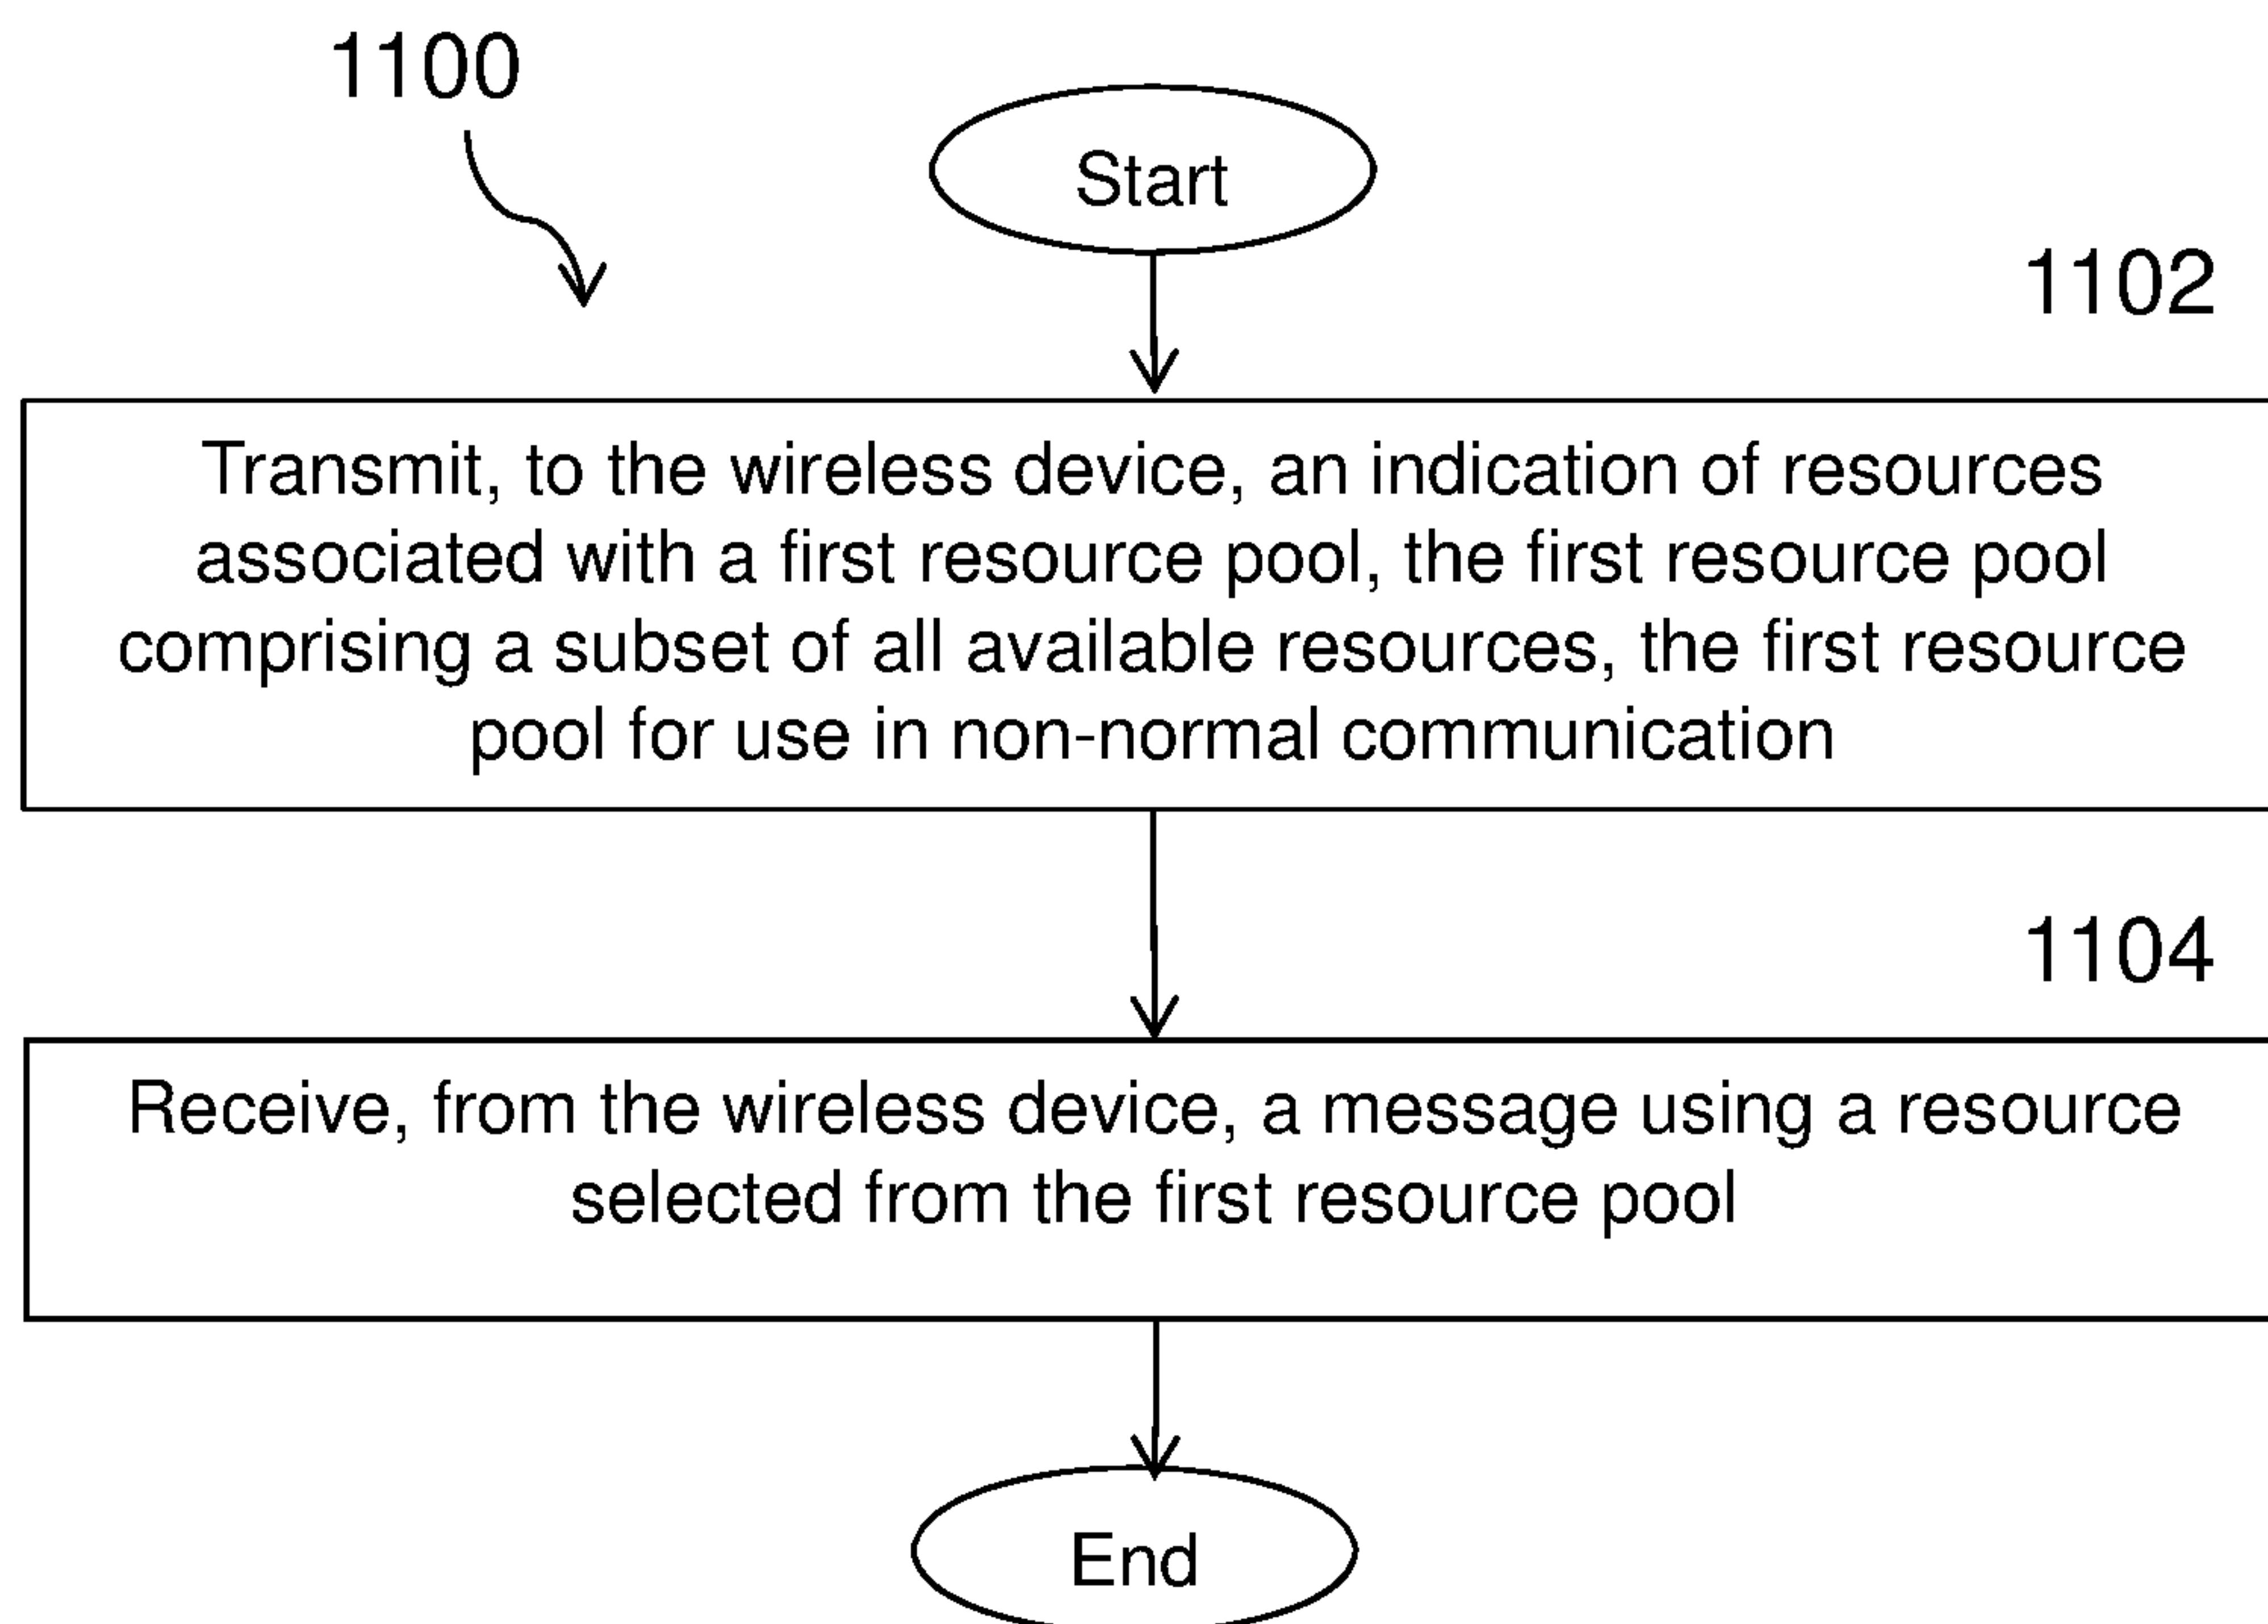 1100
Start
1102
Transmit, to the wireless device, an indication of resources
associated with a first resource pool, the first resource pool
comprising a subset of all available resources, the first resource
pool for use in non-normal communication
1104
Receive, from the wireless device, a message using a resource
selected from the first resource pool
End